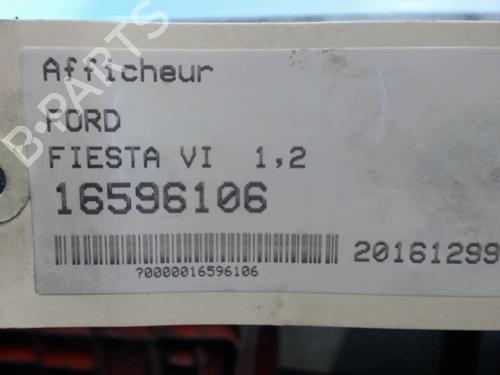 Afficheur
FORD
FIESTA VI 1,2
16596106
?0000016596106
20161299
B-PARTS